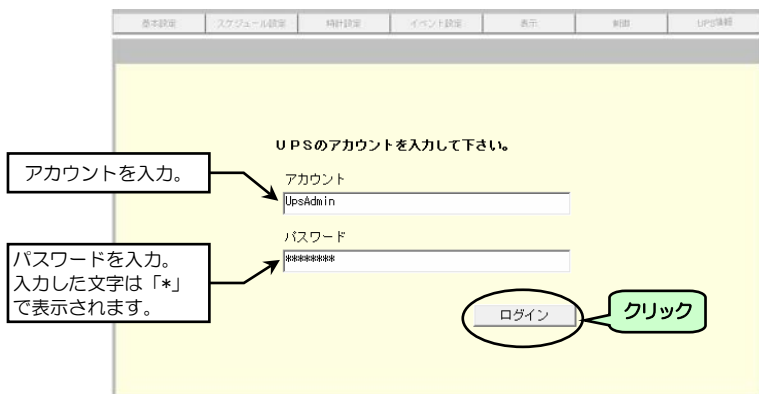 基本設定 スケジュール設定 時計設定 イベント設定 表示 制御 UPS情報
UPSのアカウントを入力して下さい。
アカウントを入力。
アカウント
UpsAdmin
パスワード
パスワードを入力。
入力した文字は「*」
で表示されます。
********
ログイン
クリック